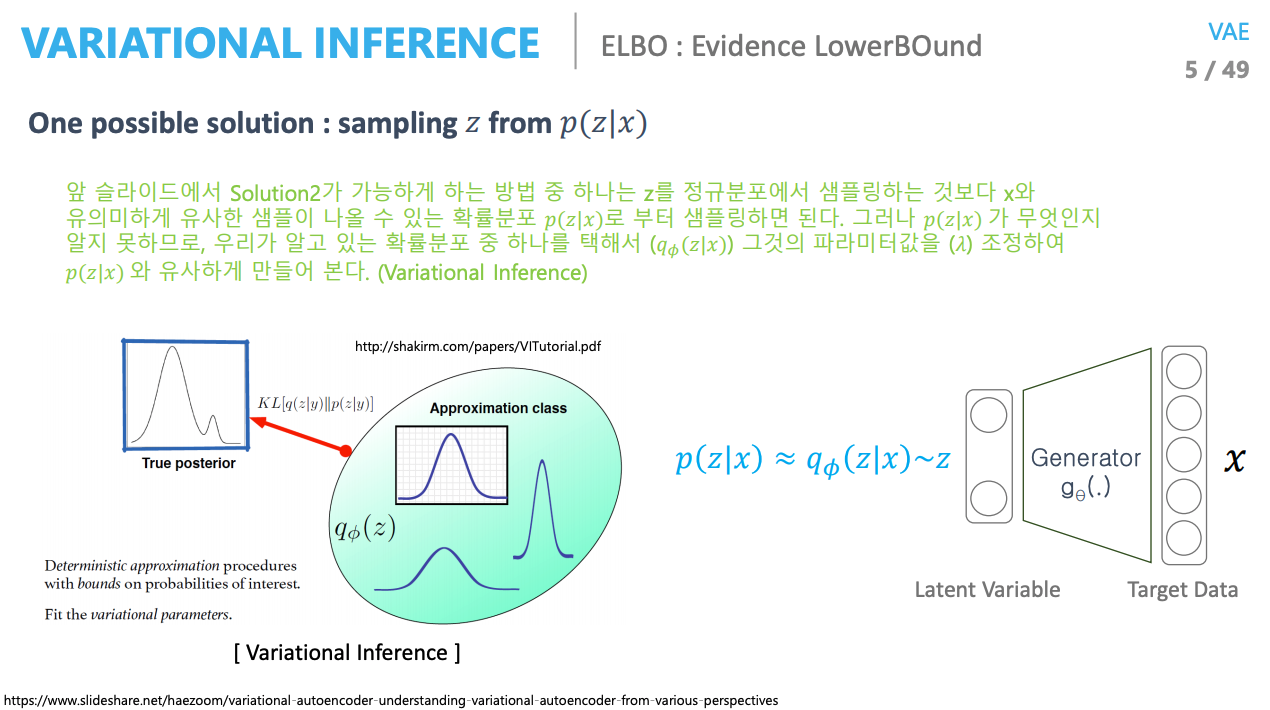 VARIATIONAL INFERENCE
ELBO : Evidence LowerBOund
VAE
5 / 49
One possible solution : sampling z from p(z|x)
앞 슬라이드에서 Solution2가 가능하게 하는 방법 중 하나는 z를 정규분포에서 샘플링하는 것보다 x와
유의미하게 유사한 샘플이 나올 수 있는 확률분포 p(z|x)로 부터 샘플링하면 된다. 그러나 p(z|x) 가 무엇인지
알지 못하므로, 우리가 알고 있는 확률분포 중 하나를 택해서 (qϕ(z|x)) 그것의 파라미터값을 (λ) 조정하여
p(z|x) 와 유사하게 만들어 본다. (Variational Inference)
http://shakirm.com/papers/VITutorial.pdf
KL[q(z|y)‖p(z|y)]
Approximation class
True posterior
qϕ(z)
Deterministic approximation procedures
with bounds on probabilities of interest.
Fit the variational parameters.
[ Variational Inference ]
p(z|x) ≈ qϕ(z|x)~z
Generator
gθ(.)
x
Latent Variable
Target Data
https://www.slideshare.net/haezoom/variational-autoencoder-understanding-variational-autoencoder-from-various-perspectives